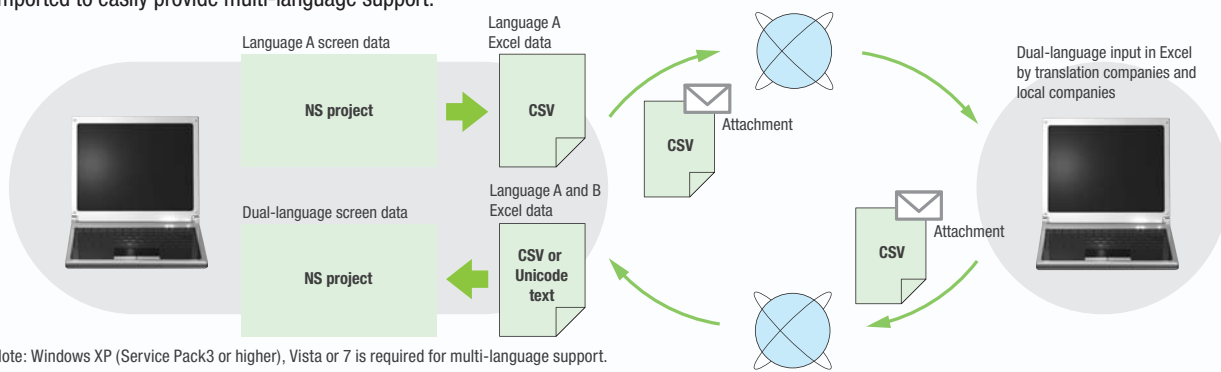 imported to easily provide multi-language support.
Language A screen data
NS project
Language A
Excel data
CSV
CSV
Attachment
Dual-language input in Excel
by translation companies and
local companies
Dual-language screen data
NS project
Language A and B
Excel data
CSV or
Unicode
text
CSV
Attachment
Note: Windows XP (Service Pack3 or higher), Vista or 7 is required for multi-language support.